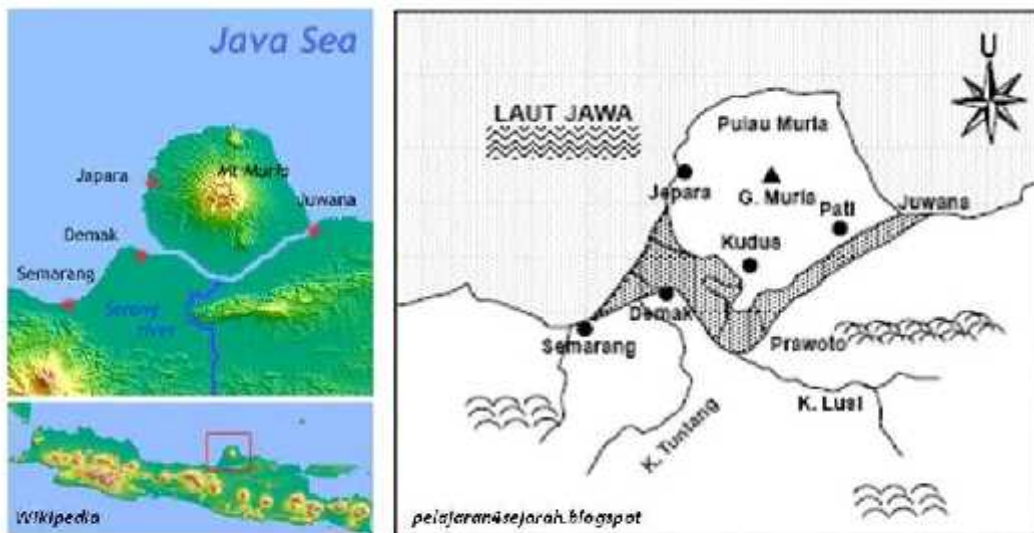 Java Sea
Mt Muria
Japara
Juwana
Demak
Semarang
Serang
river
Wikipedia
U
LAUT JAWA
Pulau Muria
Jepara
G. Muria
Juwana
Pati
Kudus
Demak
Semarang
Prawoto
K. Lusi
K. Tuntang
pelajaran4sejarah.blogspot